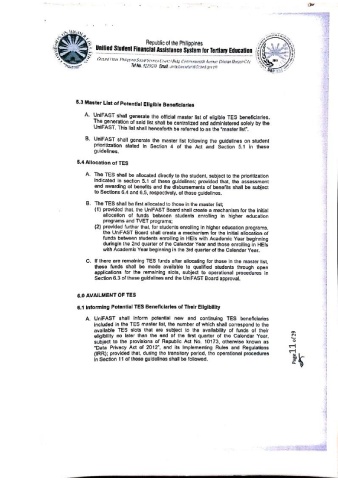 Republic of the Philippines
Unified Student Financial Assistance System for Tertiary Education
5.3 Master List of Potential Eligible Beneficiaries
A. UniFAST shall generate the official master list of eligible TES beneficiaries.
The generation of said list shall be centralized and administered solely by the
UniFAST. This list shall henceforth be referred to as the "master list".
B. UniFAST shall generate the master list following the guidelines on student
prioritization stated in Section 4 of the Act and Section 5.1 in these
guidelines.
5.4 Allocation of TES
A. The TES shall be allocated directly to the student, subject to the prioritization
indicated in section 5.1 of these guidelines; provided that, the assessment
and awarding of benefits and the disbursements of benefits shall be subject
to Sections 6.4 and 6.5, respectively, of these guidelines.
B. The TES shall be first allocated to those in the master list;
(1) provided that, the UniFAST Board shall create a mechanism for the initial
allocation of funds between students enrolling in higher education
programs and TVET programs;
(2) provided further that, for students enrolling in higher education programs,
the UniFAST Board shall create a mechanism for the initial allocation of
funds between students enrolling in HEIs with Academic Year beginning
during the 2nd quarter of the Calendar Year and those enrolling in HEIs
with Academic Year beginning in the 3rd quarter of the Calendar Year.
C. If there are remaining TES funds after allocating for those in the master list,
these funds shall be made available to qualified students through open
applications for the remaining slots, subject to operational procedures in
Section 6.3 of these guidelines and the UniFAST Board approval.
6.0 AVAILMENT OF TES
6.1 Informing Potential TES Beneficiaries of Their Eligibility
A. UniFAST shall inform potential new and continuing TES beneficiaries
included in the TES master list, the number of which shall correspond to the
available TES slots that are subject to the availability of funds of their
eligibility no later than the end of the first quarter of the Calendar Year,
subject to the provisions of Republic Act No. 10173, otherwise known as
"Data Privacy Act of 2012", and its Implementing Rules and Regulations
(IRR); provided that, during the transitory period, the operational procedures
in Section 11 of these guidelines shall be followed.
Page 11 of 29